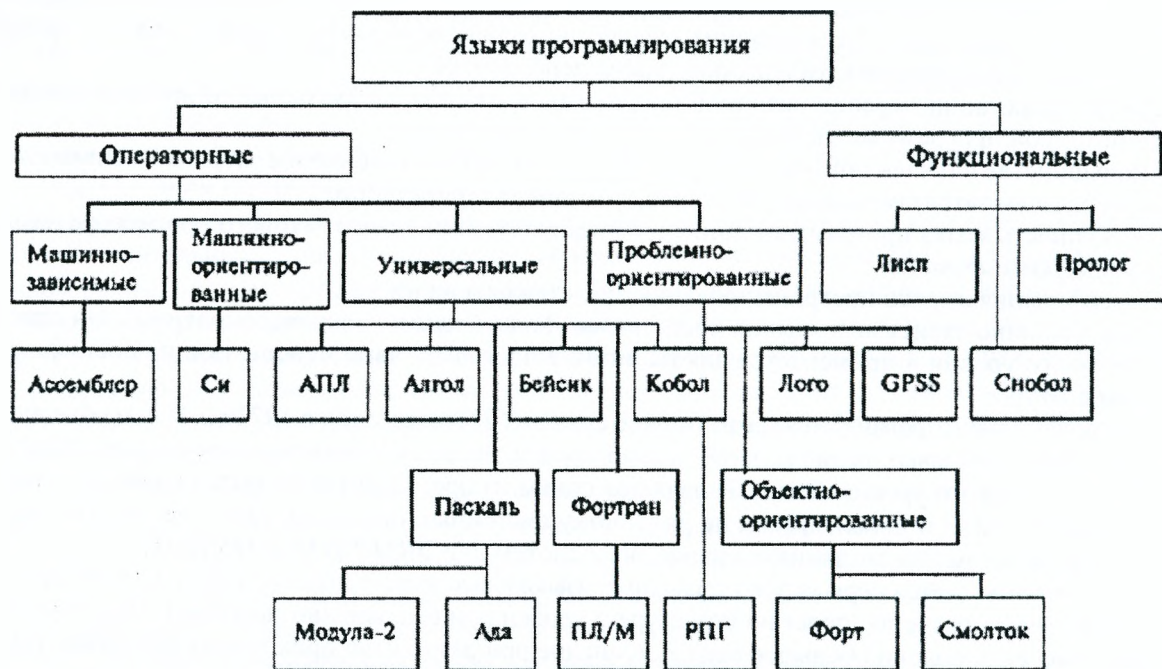 Языки программирования
Операторные
Функциональные
Машинно-
зависимые
Машинно-
ориентиро-
ванные
Универсальные
Проблемно-
ориентированные
Лисп
Пролог
Ассемблер
Си
АПЛ
Алгол
Бейсик
Кобол
Лого
GPSS
Снобол
Паскаль
Фортран
Объектно-
ориентированные
Модула-2
Ада
ПЛ/М
РПГ
Форт
Смолток